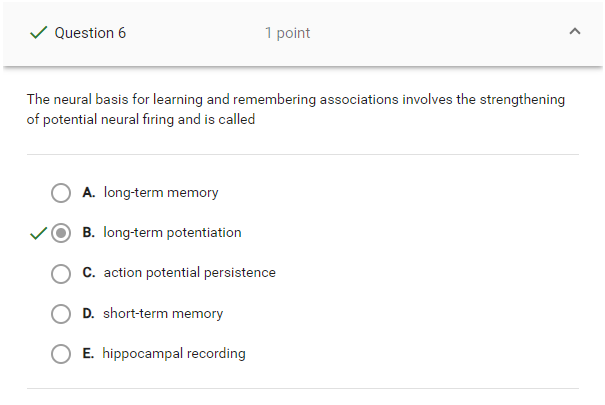 Question 6 1 point
The neural basis for learning and remembering associations involves the strengthening
of potential neural firing and is called
A. long-term memory
B. long-term potentiation
C. action potential persistence
D. short-term memory
E. hippocampal recording